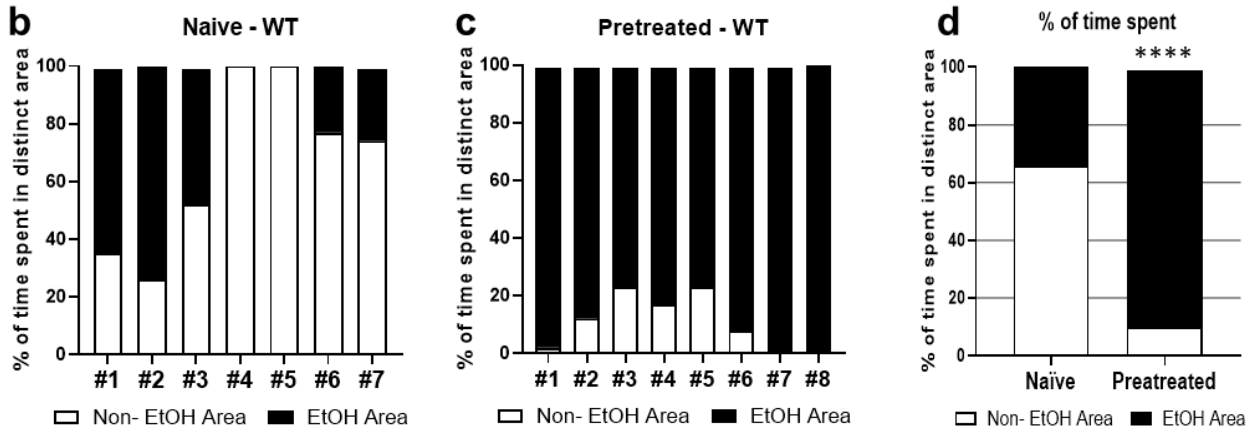 b
Naive - WT
% of time spent in distinct area
100
80
60
40
20
0
#1 #2 #3 #4 #5 #6 #7
Non- EtOH Area EtOH Area
c
Pretreated - WT
% of time spent in distinct area
100
80
60
40
20
0
#1 #2 #3 #4 #5 #6 #7 #8
Non- EtOH Area EtOH Area
d
% of time spent
****
% of time spent in distinct area
100
80
60
40
20
0
Naïve Preatreated
Non- EtOH Area EtOH Area